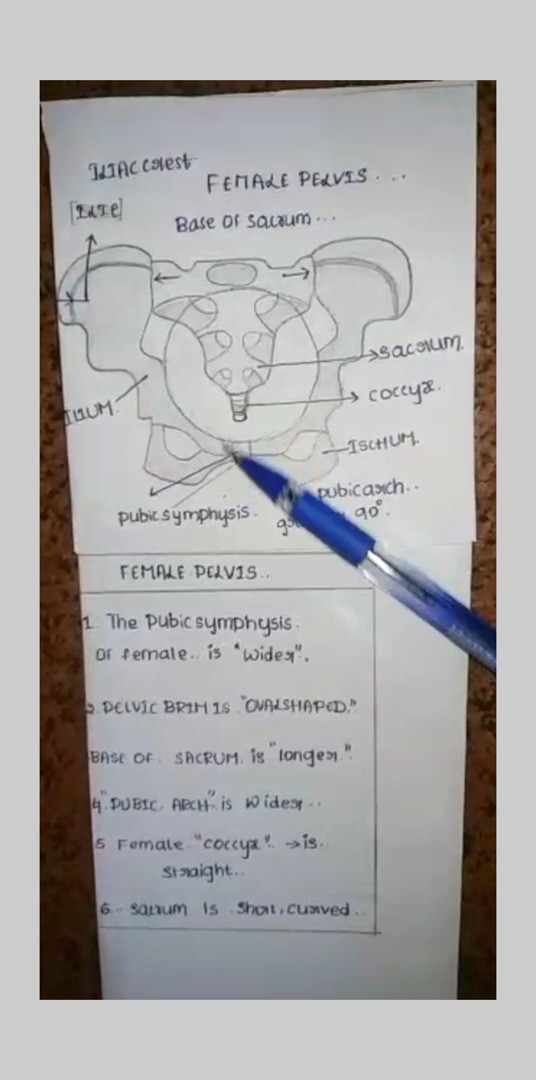 ILIAC crest
FEMALE PELVIS...
Base of sacrum...
sacrum.
coccyx.
ILIUM.
ISCHUM.
pubic symphysis.
pubic arch..
90°.
FEMALE PELVIS..
1. The Pubic symphysis.
of female.. is "wider".
2. PELVIC BRIM IS "OVALSHAPED."
BASE OF. SACRUM. is "longer."
4. "PUBIC. ARCH" is wider..
5 Female "coccyx".. →is.
straight..
6.. sacrum is short, curved..